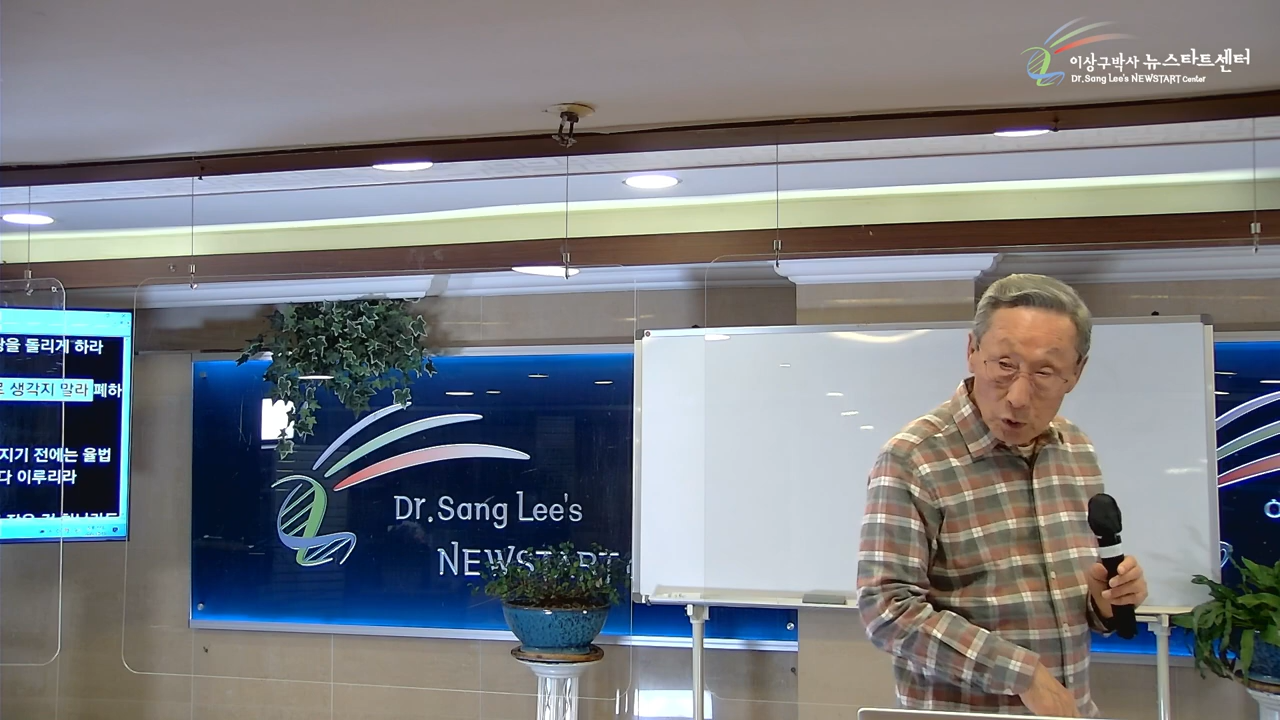 이상구박사 뉴스타트센터
Dr. Sang Lee's NEWSTART Center
을 돌리게 하라
생각지 말라 폐하
지기 전에는 율법
다 이루리라
Dr. Sang Lee's
NEWSTART